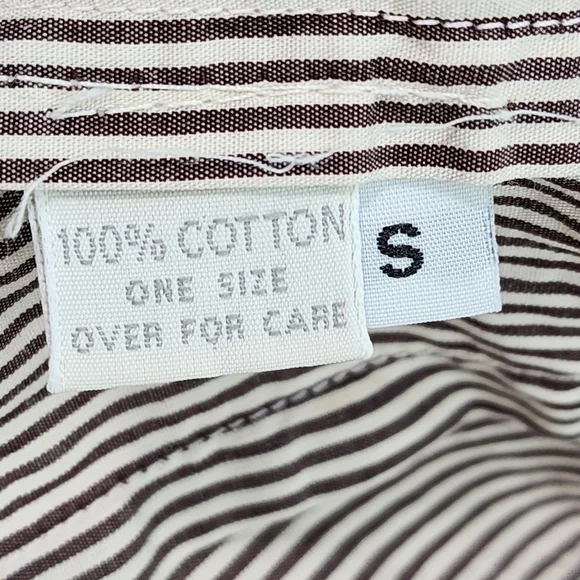 100% COTTON
ONE SIZE
OVER FOR CARE
S